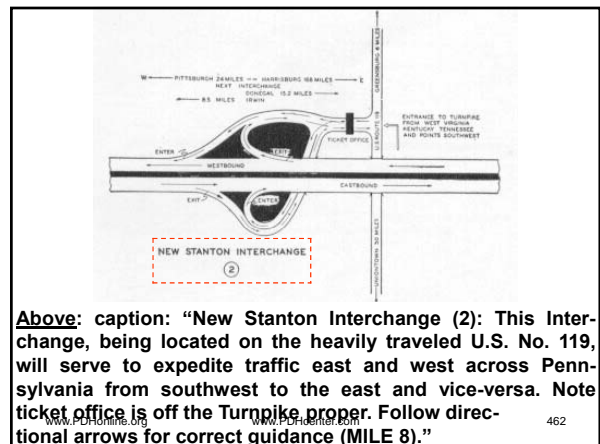 W PITTSBURGH 24 MILES HARRISBURG 168 MILES E
NEXT INTERCHANGE
DONEGAL 15.2 MILES
8.5 MILES IRWIN
GREENSBURG 8 MILES
U.S. ROUTE 119
TICKET OFFICE
ENTRANCE TO TURNPIKE
FROM WEST VIRGINIA
KENTUCKY TENNESSEE
AND POINTS SOUTHWEST
ENTER
EXIT
WESTBOUND
EASTBOUND
EXIT
ENTER
UNIONTOWN 30 MILES
NEW STANTON INTERCHANGE
2
Above: caption: “New Stanton Interchange (2): This Inter-
change, being located on the heavily traveled U.S. No. 119,
will serve to expedite traffic east and west across Penn-
sylvania from southwest to the east and vice-versa. Note
ticket office is off the Turnpike proper. Follow direc-
tional arrows for correct guidance (MILE 8).”
www.PDHonline.org www.PDHcenter.com 462